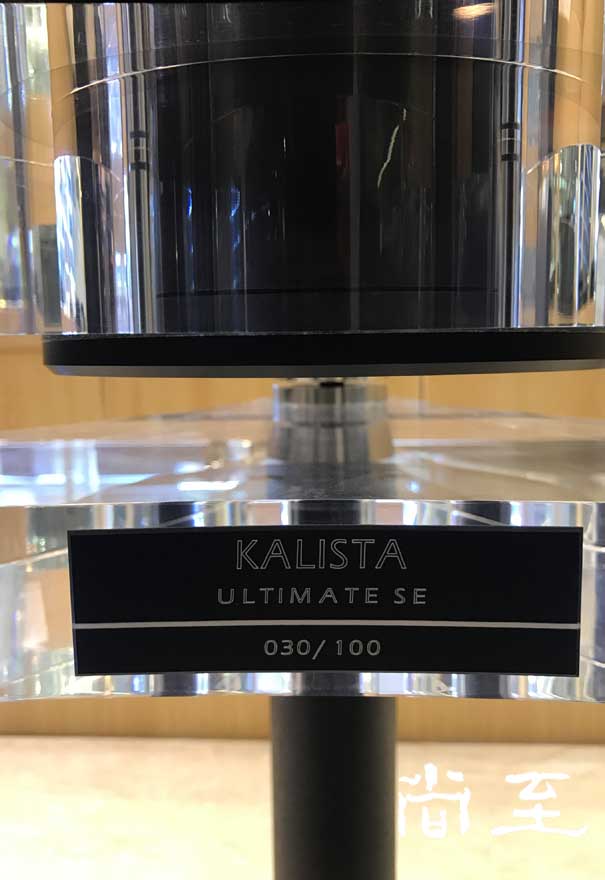 KALISTA
ULTIMATE SE
030/100
尚至